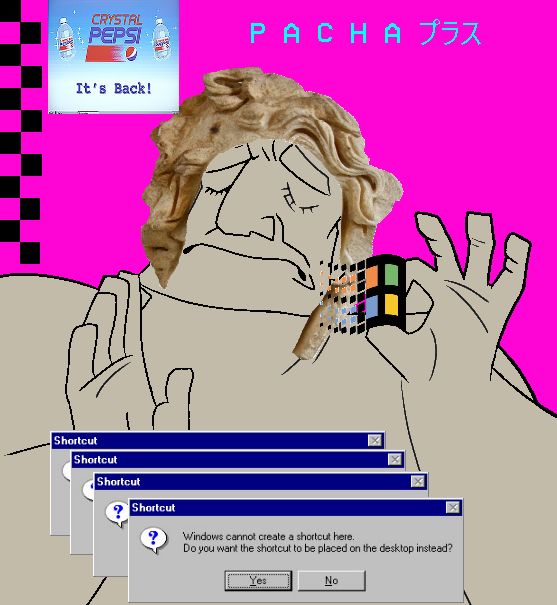 CRYSTAL
PEPSI
It's Back!
P A C H A プラス
Shortcut
Shortcut
Shortcut
Shortcut
Windows cannot create a shortcut here.
Do you want the shortcut to be placed on the desktop instead?
Yes
No